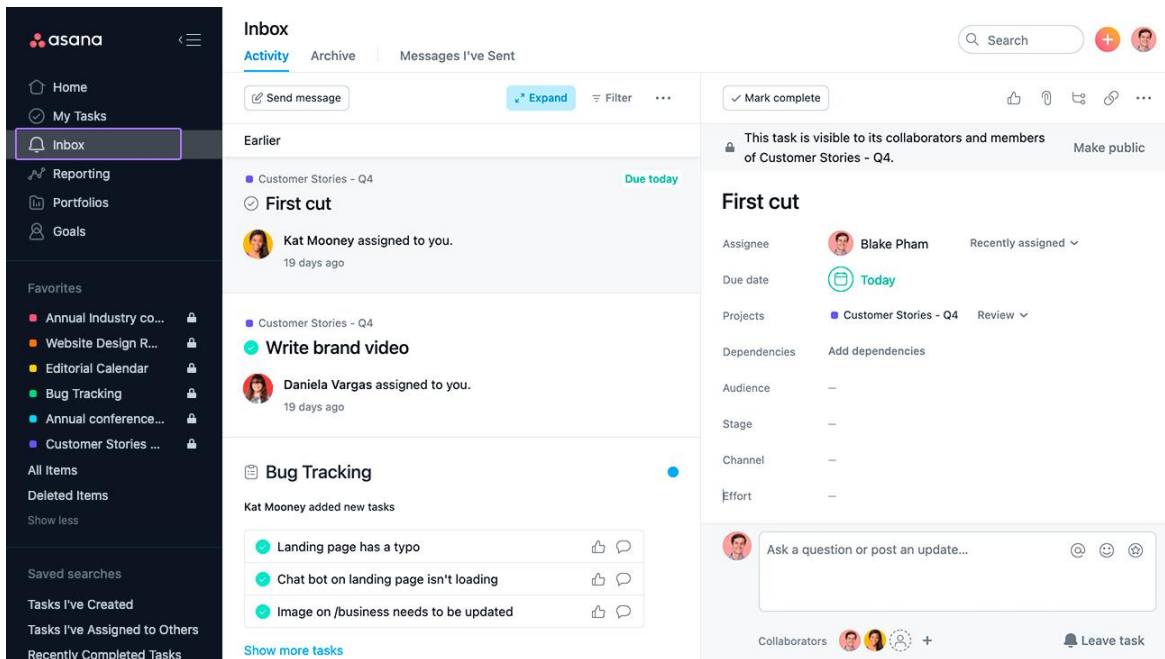 asana
Home
My Tasks
Inbox
Reporting
Portfolios
Goals
Favorites
Annual Industry co...
Website Design R...
Editorial Calendar
Bug Tracking
Annual conference...
Customer Stories ...
All Items
Deleted Items
Show less
Saved searches
Tasks I've Created
Tasks I've Assigned to Others
Recently Completed Tasks
Inbox
Activity Archive Messages I've Sent
Search
Send message Expand Filter
Earlier
Customer Stories - Q4 Due today
First cut
Kat Mooney assigned to you.
19 days ago
Customer Stories - Q4
Write brand video
Daniela Vargas assigned to you.
19 days ago
Bug Tracking
Kat Mooney added new tasks
Landing page has a typo
Chat bot on landing page isn't loading
Image on /business needs to be updated
Show more tasks
Mark complete
This task is visible to its collaborators and members
of Customer Stories - Q4.
Make public
First cut
Assignee Blake Pham Recently assigned
Due date Today
Projects Customer Stories - Q4 Review
Dependencies Add dependencies
Audience —
Stage —
Channel —
Effort —
Ask a question or post an update...
Collaborators Leave task